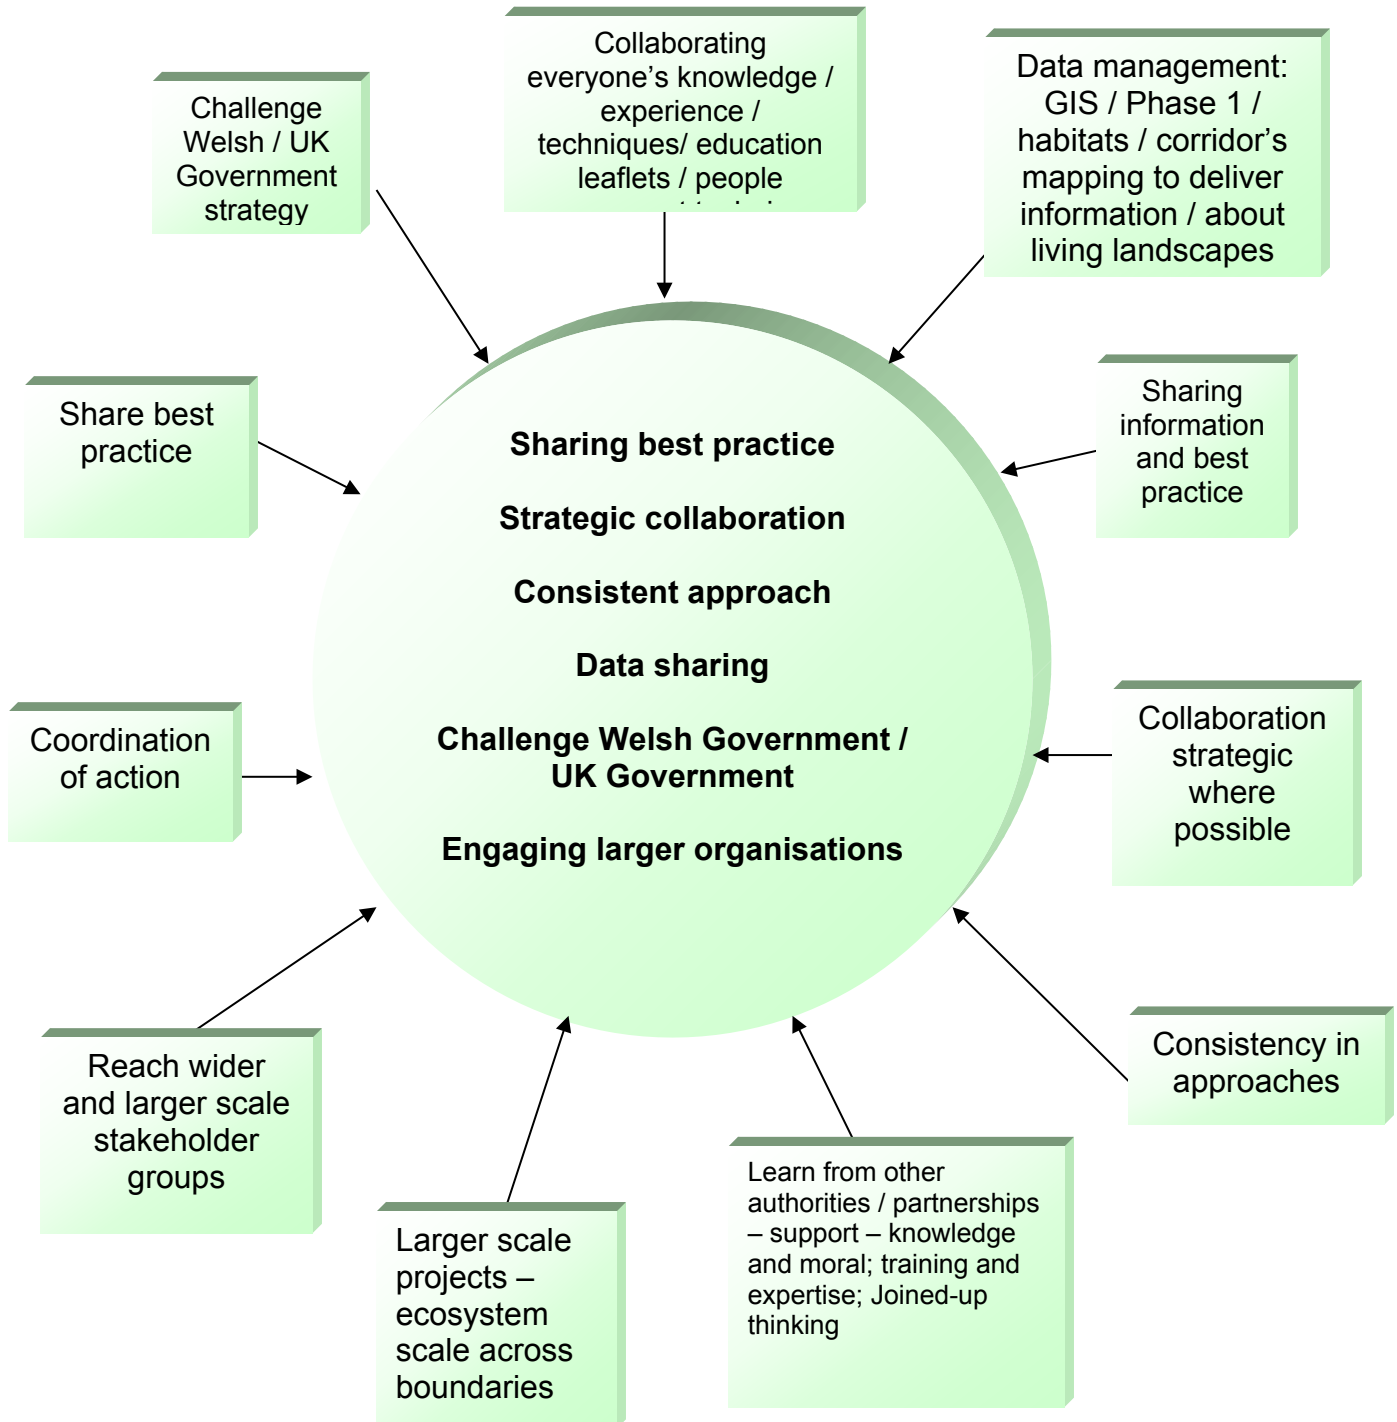 Challenge
Welsh / UK
Government
strategy
Collaborating
everyone’s knowledge /
experience /
techniques/ education
leaflets / people
Data management:
GIS / Phase 1 /
habitats / corridor’s
mapping to deliver
information / about
living landscapes
Share best
practice
Sharing
information
and best
practice
Sharing best practice
Strategic collaboration
Consistent approach
Data sharing
Challenge Welsh Government /
UK Government
Engaging larger organisations
Coordination
of action
Collaboration
strategic
where
possible
Reach wider
and larger scale
stakeholder
groups
Consistency in
approaches
Larger scale
projects –
ecosystem
scale across
boundaries
Learn from other
authorities / partnerships
– support – knowledge
and moral; training and
expertise; Joined-up
thinking